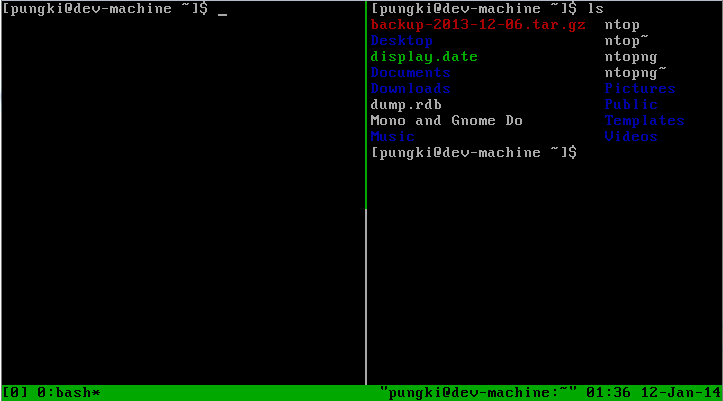 [pungki@dev-machine ~]$ _
[pungki@dev-machine ~]$ ls
backup-2013-12-06.tar.gz ntop
Desktop ntop~
display.date ntopng
Documents ntopng~
Downloads Pictures
dump.rdb Public
Mono and Gnome Do Templates
Music Videos
[pungki@dev-machine ~]$
[0] 0:bash* "pungki@dev-machine:~" 01:36 12-Jan-14